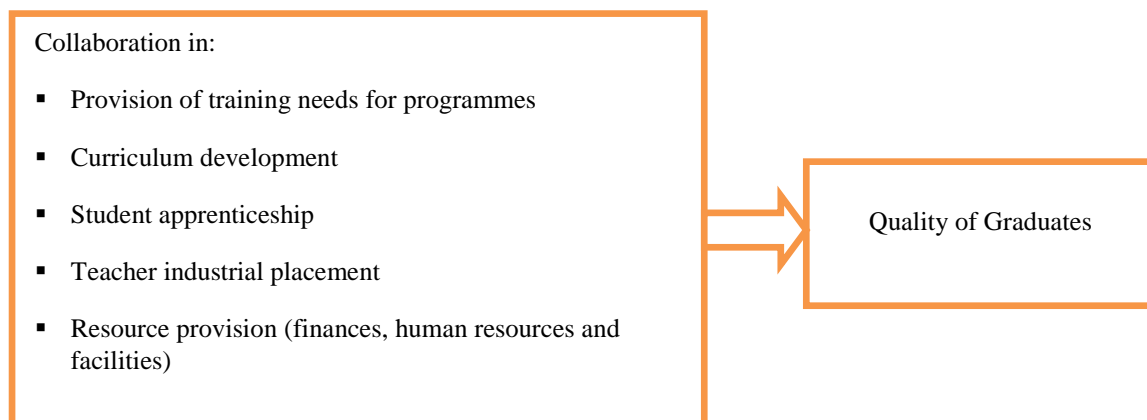 Collaboration in:
▪ Provision of training needs for programmes
▪ Curriculum development
▪ Student apprenticeship
▪ Teacher industrial placement
▪ Resource provision (finances, human resources and
facilities)
Quality of Graduates